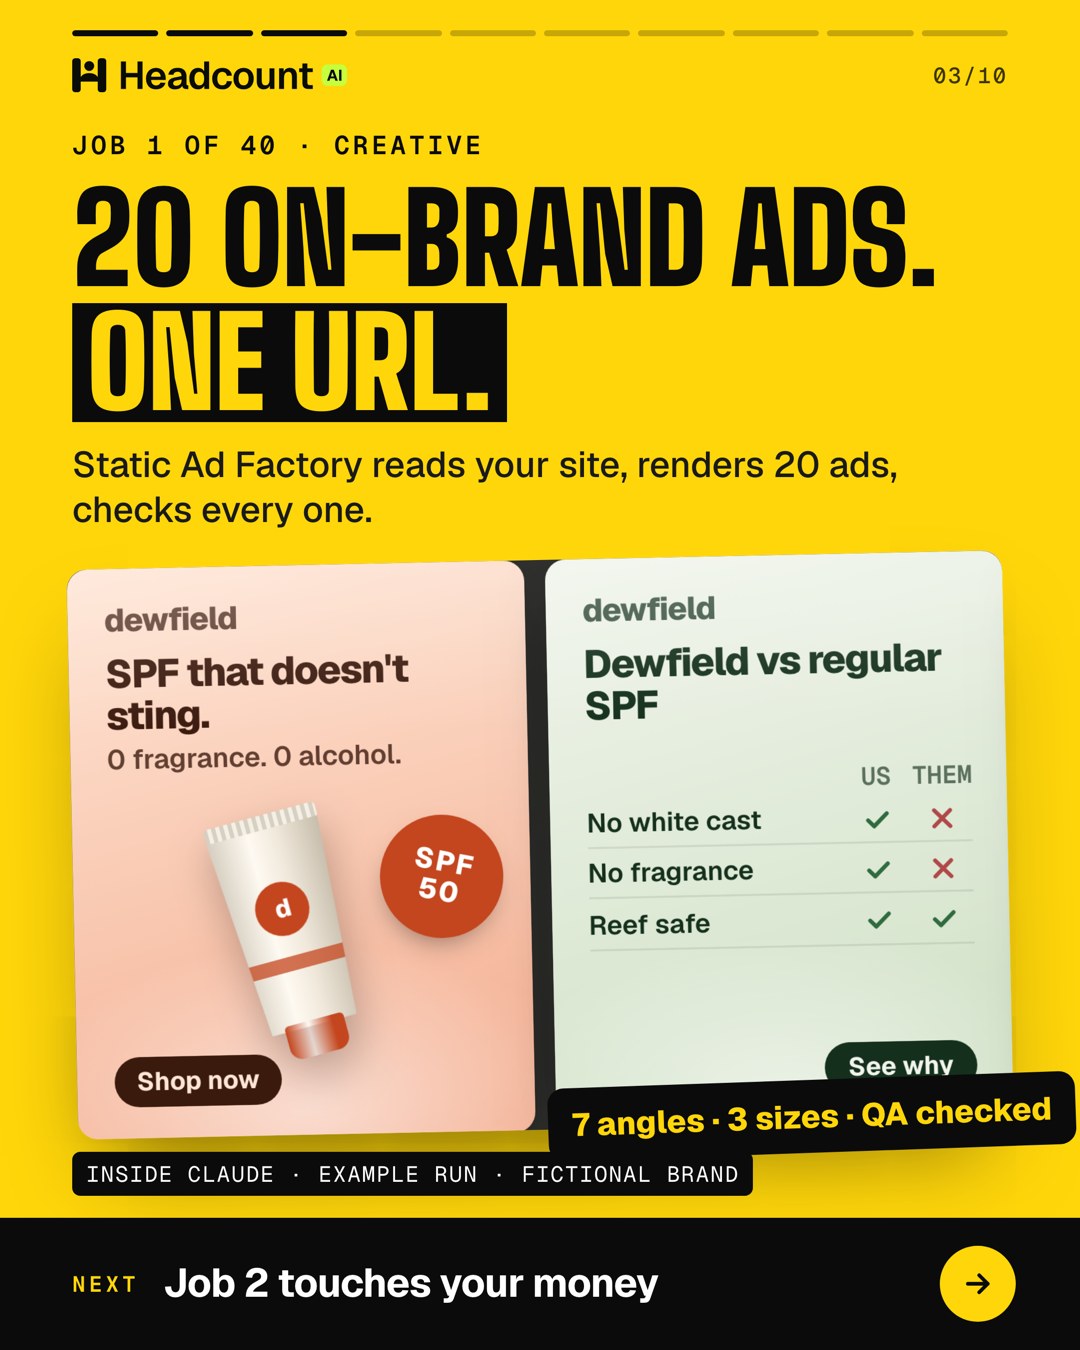 Headcount AI
03/10
JOB 1 OF 40 · CREATIVE
20 ON-BRAND ADS.
ONE URL.
Static Ad Factory reads your site, renders 20 ads,
checks every one.
dewfield
SPF that doesn't
sting.
0 fragrance. 0 alcohol.
d
SPF
50
Shop now
dewfield
Dewfield vs regular
SPF
US THEM
No white cast
No fragrance
Reef safe
See why
7 angles · 3 sizes · QA checked
INSIDE CLAUDE · EXAMPLE RUN · FICTIONAL BRAND
NEXT Job 2 touches your money